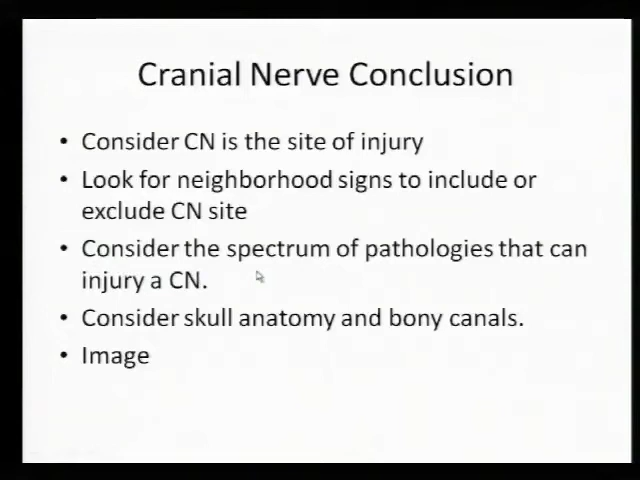 Cranial Nerve Conclusion
• Consider CN is the site of injury
• Look for neighborhood signs to include or
exclude CN site
• Consider the spectrum of pathologies that can
injury a CN.
• Consider skull anatomy and bony canals.
• Image